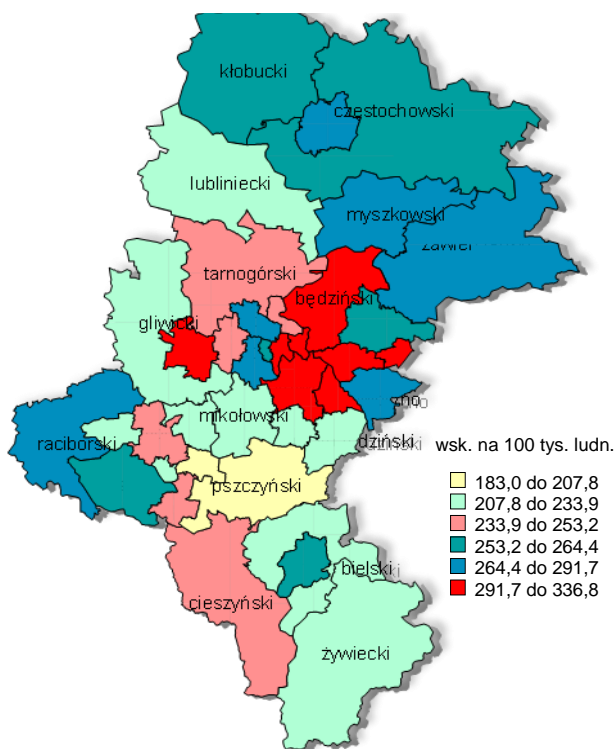 kłobucki
częstochowski
lubliniecki
myszkowski
tarnogórski
będziński
gliwicki
mikołowski
raciborski
dziński
wsk. na 100 tys. ludn.
pszczyński
183,0 do 207,8
207,8 do 233,9
233,9 do 253,2
253,2 do 264,4
264,4 do 291,7
291,7 do 336,8
bielski
cieszyński
żywiecki